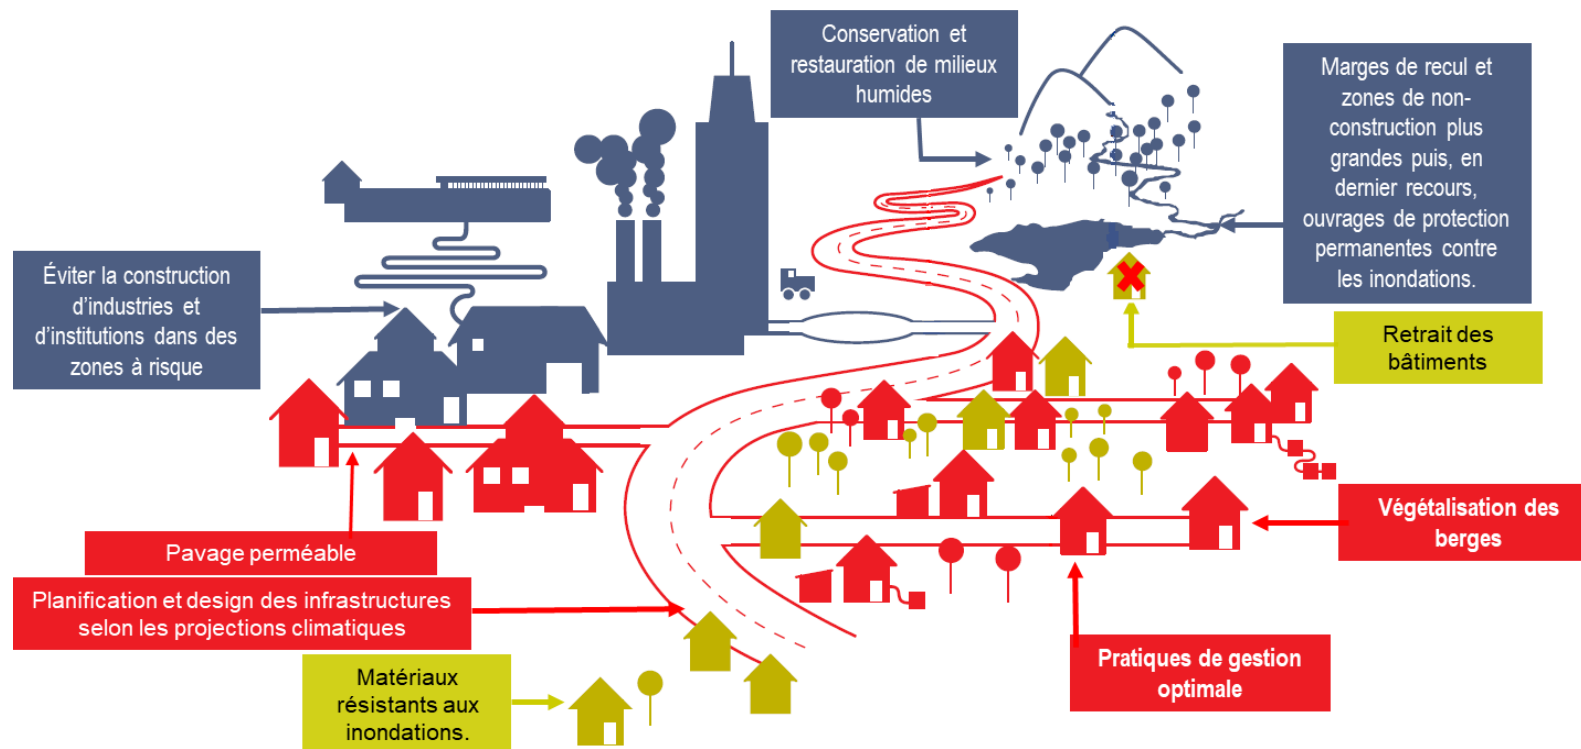 Conservation et
restauration de milieux
humides
Marges de recul et
zones de non-
construction plus
grandes puis, en
dernier recours,
ouvrages de protection
permanentes contre
les inondations.
Éviter la construction
d'industries et
d'institutions dans des
zones à risque
Retrait des
bâtiments
Végétalisation des
berges
Pavage perméable
Planification et design des infrastructures
selon les projections climatiques
Pratiques de gestion
optimale
Matériaux
résistants aux
inondations.